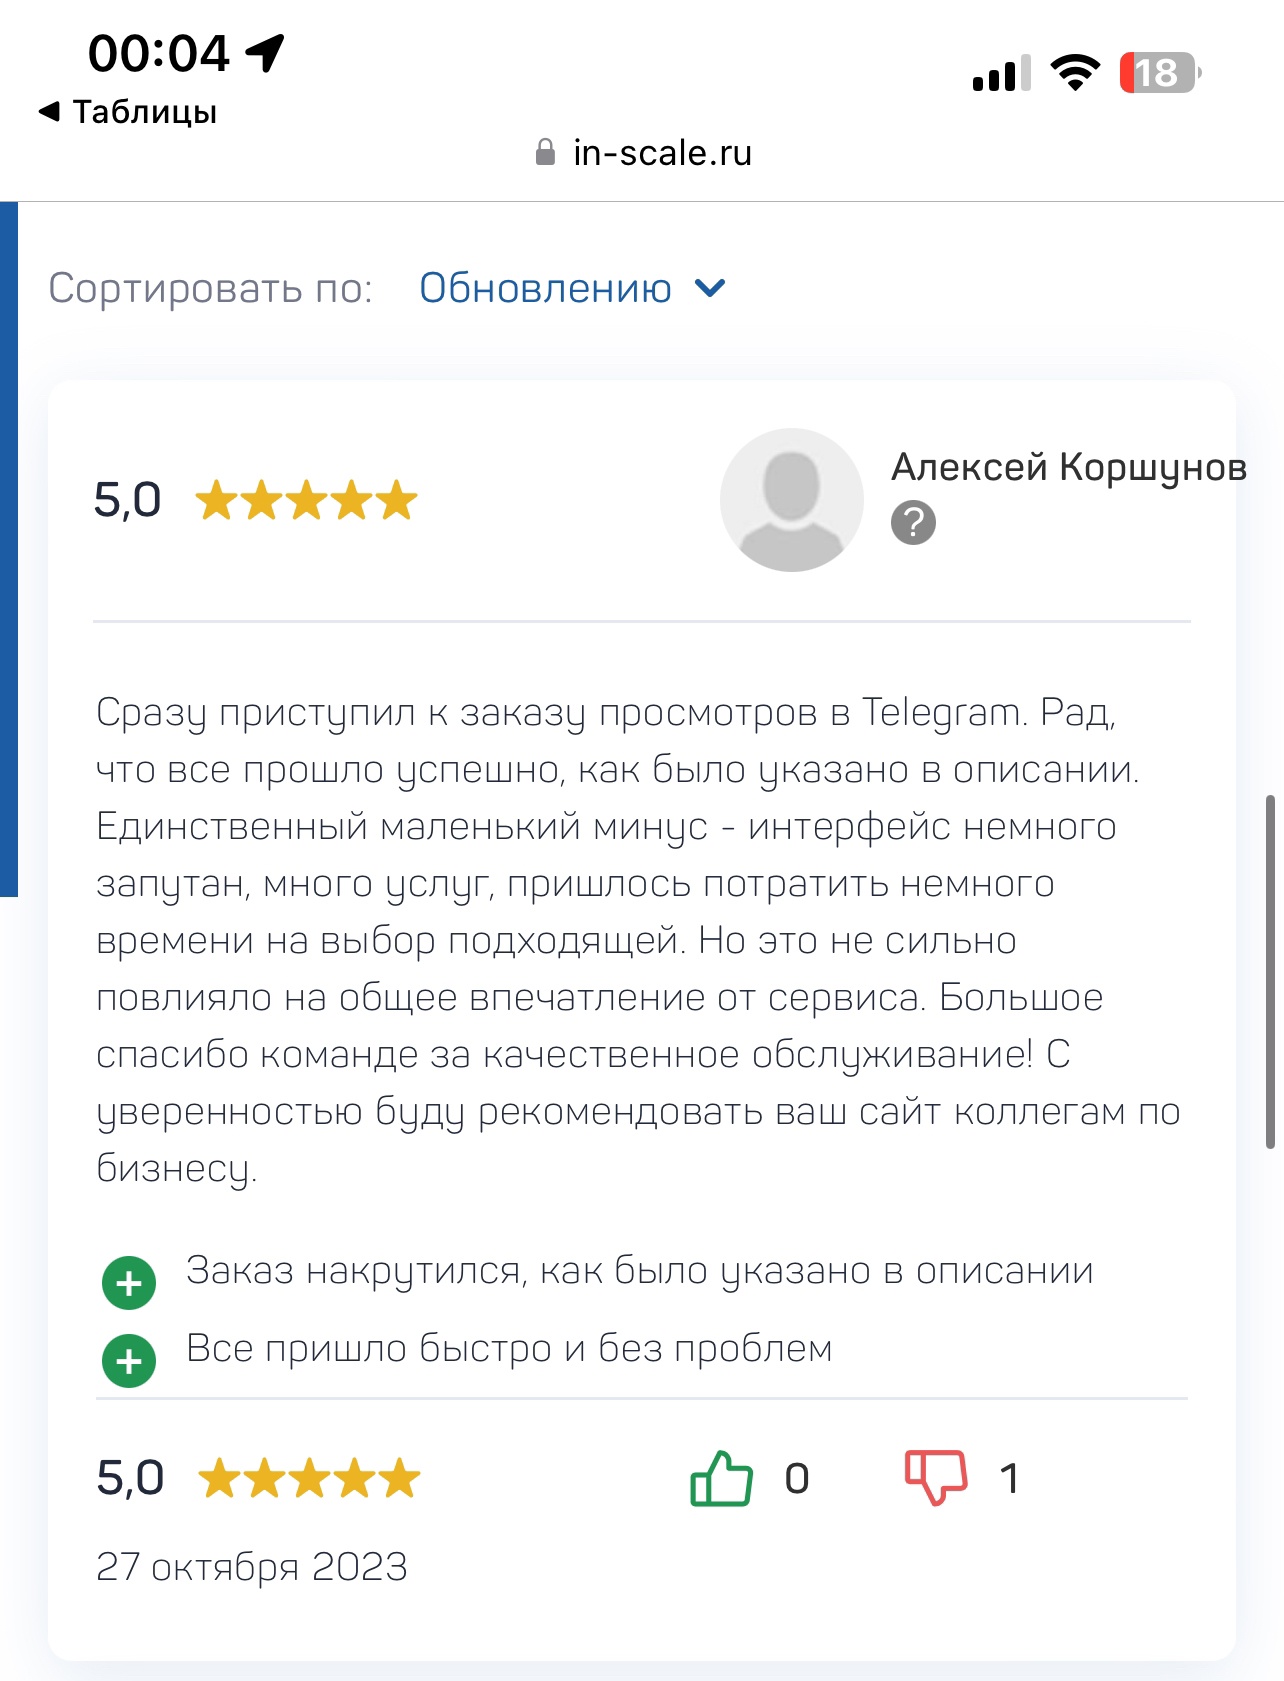 00:04
18
◀ Таблицы
in-scale.ru
Сортировать по: Обновлению
5,0
Алексей Коршунов
?
Сразу приступил к заказу просмотров в Telegram. Рад,
что все прошло успешно, как было указано в описании.
Единственный маленький минус - интерфейс немного
запутан, много услуг, пришлось потратить немного
времени на выбор подходящей. Но это не сильно
повлияло на общее впечатление от сервиса. Большое
спасибо команде за качественное обслуживание! С
уверенностью буду рекомендовать ваш сайт коллегам по
бизнесу.
Заказ накрутился, как было указано в описании
Все пришло быстро и без проблем
5,0
0
1
27 октября 2023